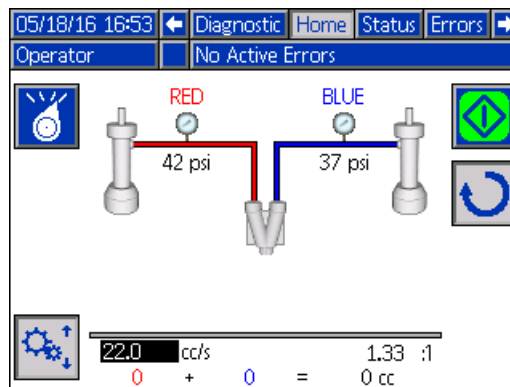 05/18/16 16:53 Diagnostic Home Status Errors
Operator No Active Errors
RED BLUE
42 psi 37 psi
22.0 cc/s 1.33 :1
0 + 0 = 0 cc